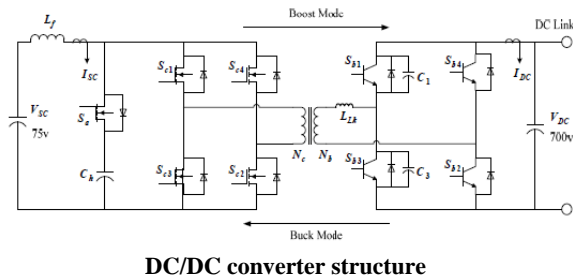 Boost Mode
DC Link
L_f
I_SC
S_c1
S_c4
S_b1
C_1
S_b4
I_DC
V_SC
75v
S_a
L_Lk
V_DC
700v
C_h
S_c3
S_c2
N_c
N_b
S_b3
C_3
S_b2
Buck Mode
DC/DC converter structure